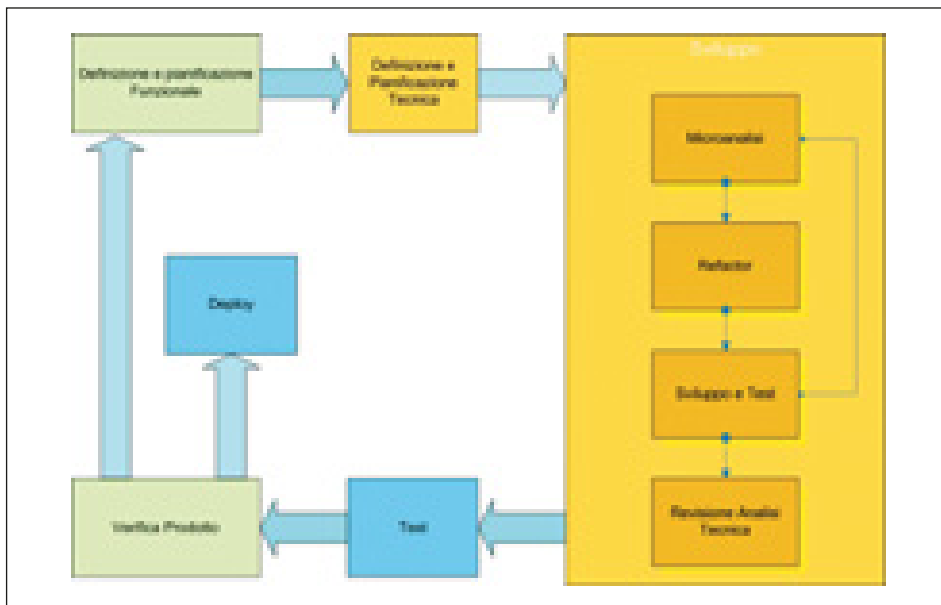 Definizione e pianificazione
Funzionale
Definizione e
Pianificazione
Tecnica
Sviluppo
Microanalisi
Refactor
Sviluppo e Test
Revisione Analisi
Tecnica
Deploy
Verifica Prodotto
Test